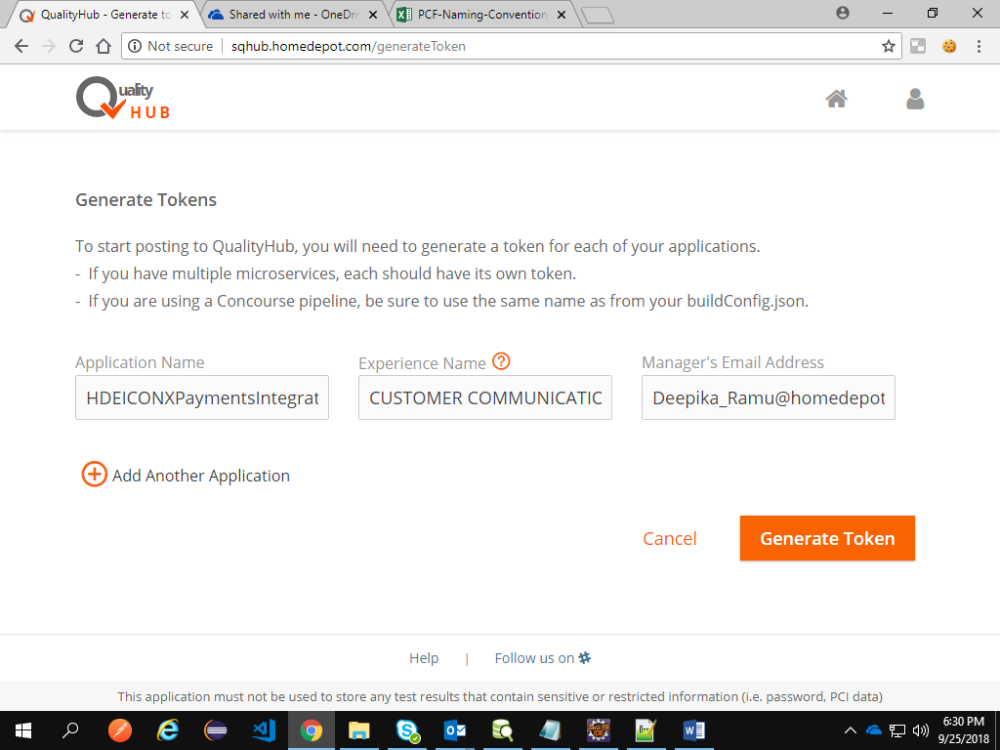 QualityHub - Generate to
Shared with me - OneDri
PCF-Naming-Convention
Not secure
sqhub.homedepot.com/generateToken
Quality
HUB
Generate Tokens
To start posting to QualityHub, you will need to generate a token for each of your applications.
- If you have multiple microservices, each should have its own token.
- If you are using a Concourse pipeline, be sure to use the same name as from your buildConfig.json.
Application Name
Experience Name ?
Manager's Email Address
HDEICONXPaymentsIntegrat
CUSTOMER COMMUNICATIC
Deepika_Ramu@homedepot
Add Another Application
Cancel
Generate Token
Help | Follow us on
This application must not be used to store any test results that contain sensitive or restricted information (i.e. password, PCI data)
6:30 PM
9/25/2018